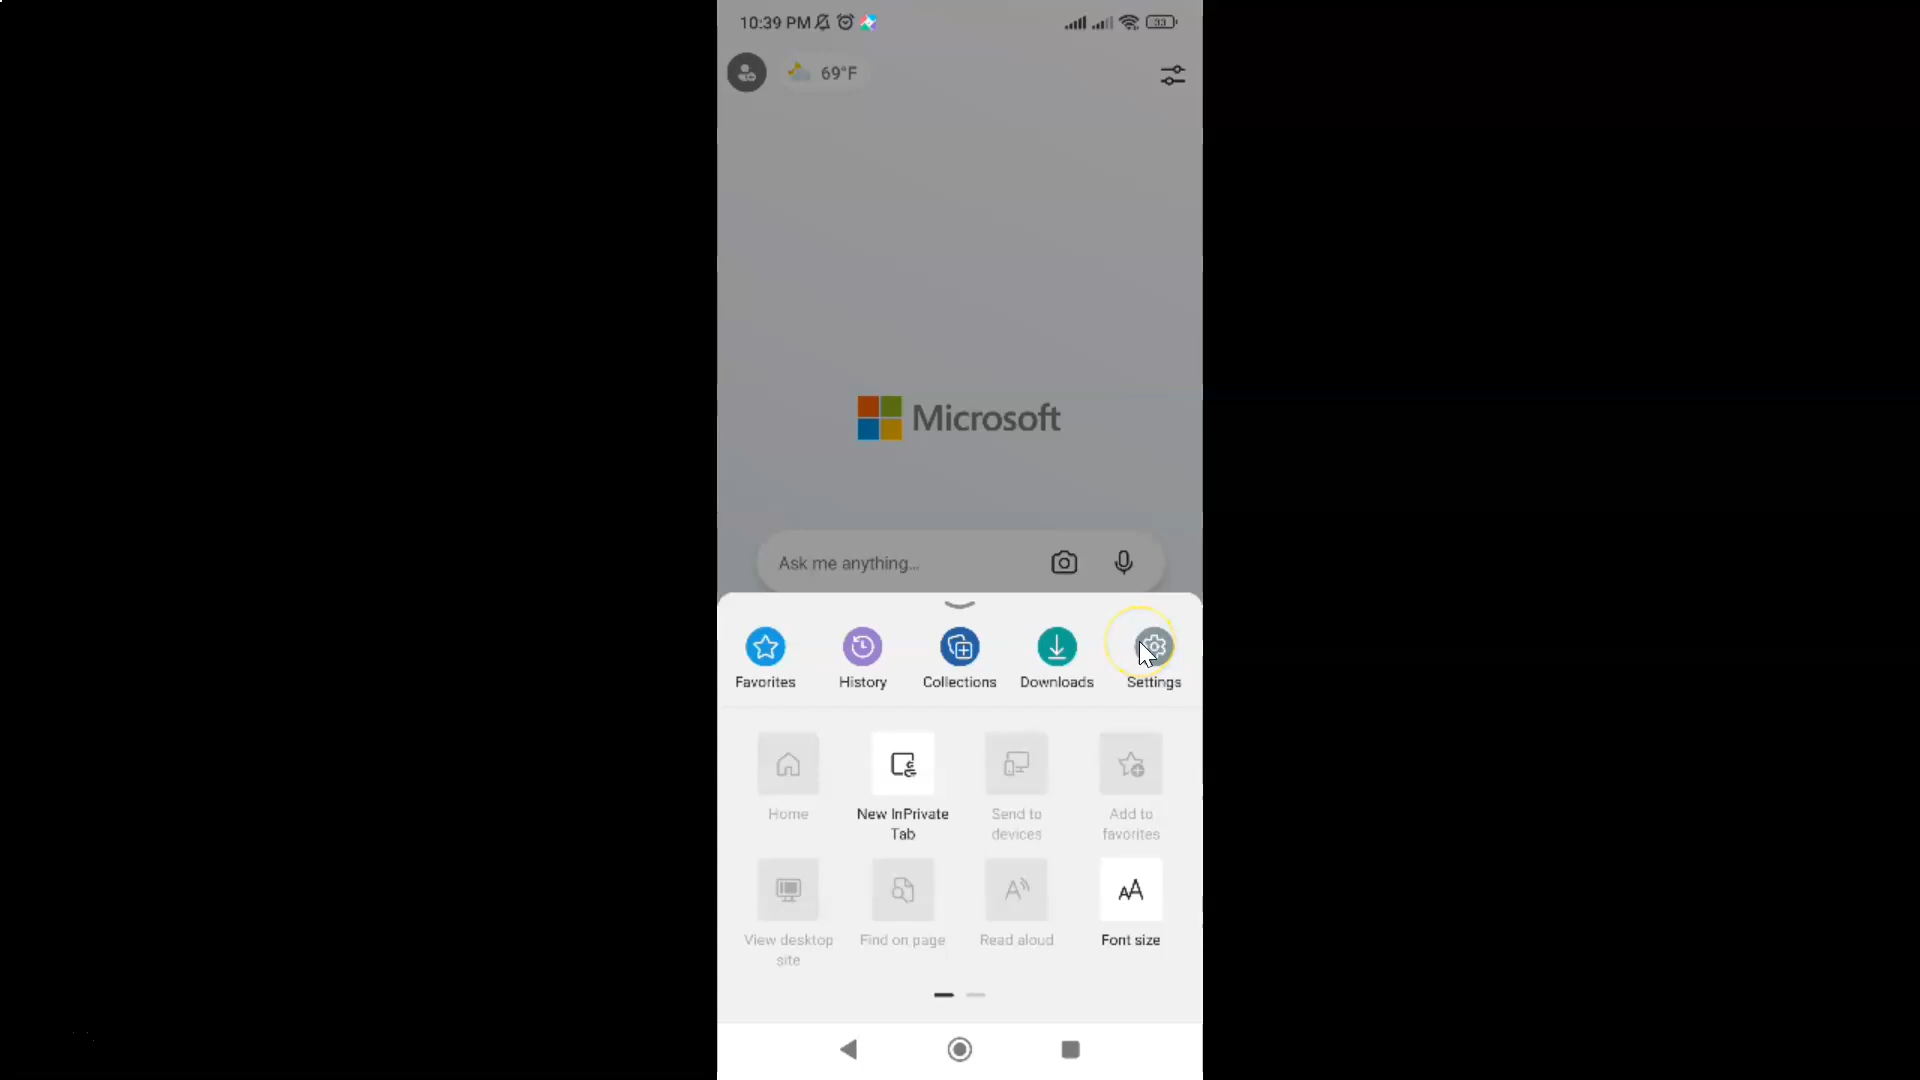 10:39 PM
33
69°F
Microsoft
Ask me anything...
Favorites
History
Collections
Downloads
Settings
Home
New InPrivate
Tab
Send to
devices
Add to
favorites
View desktop
site
Find on page
Read aloud
Font size